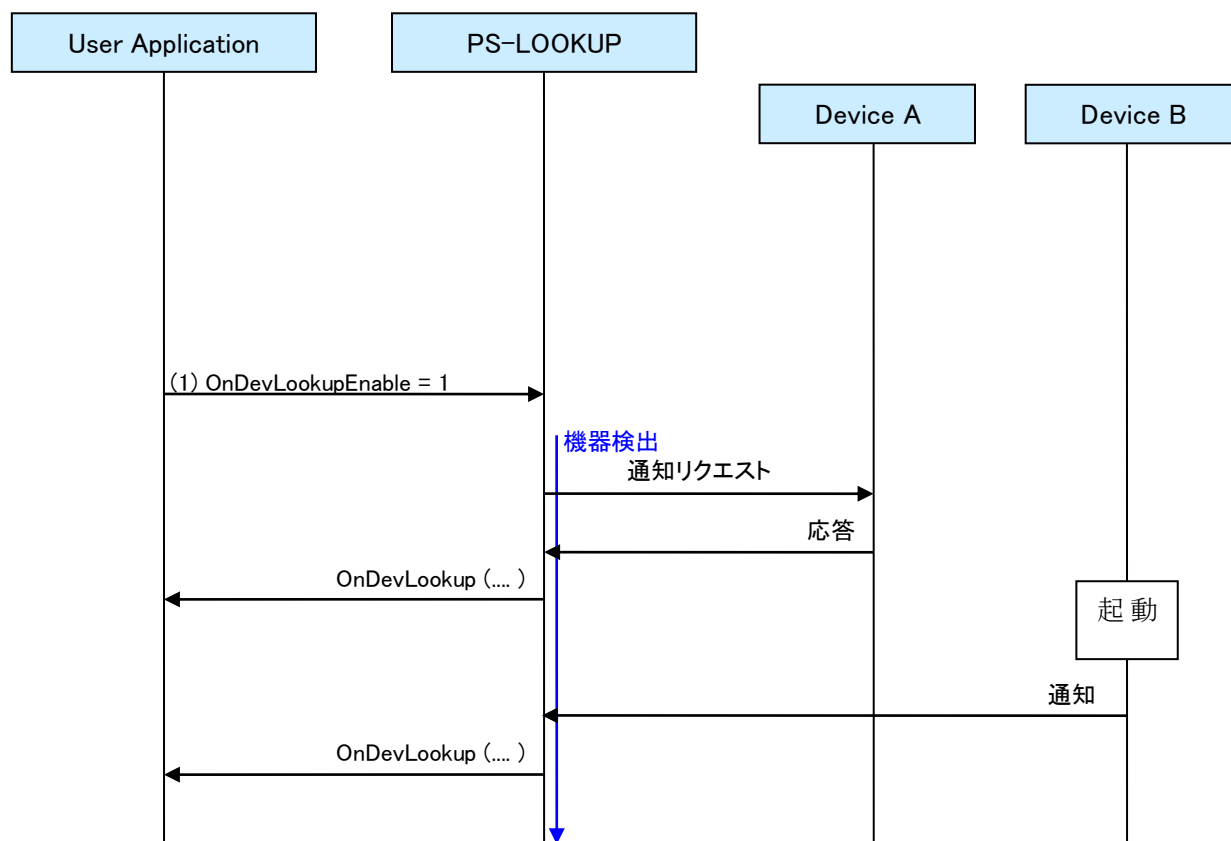 User Application
PS-LOOKUP
Device A
Device B
(1) OnDevLookupEnable = 1
機器検出
通知リクエスト
応答
OnDevLookup (.... )
起 動
通知
OnDevLookup (.... )